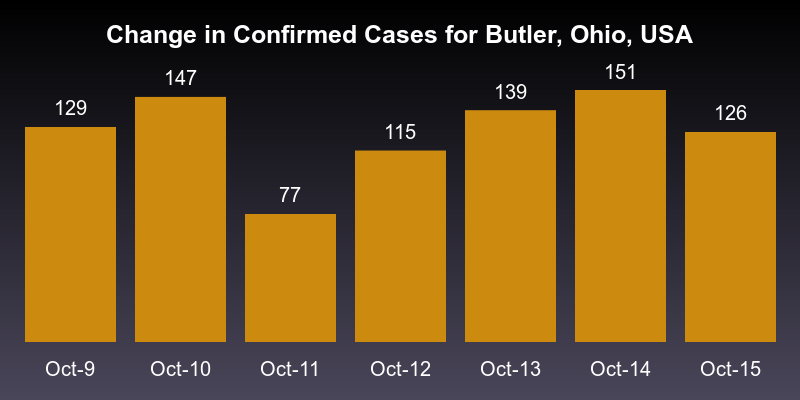 Change in Confirmed Cases for Butler, Ohio, USA
129
147
77
115
139
151
126
Oct-9
Oct-10
Oct-11
Oct-12
Oct-13
Oct-14
Oct-15